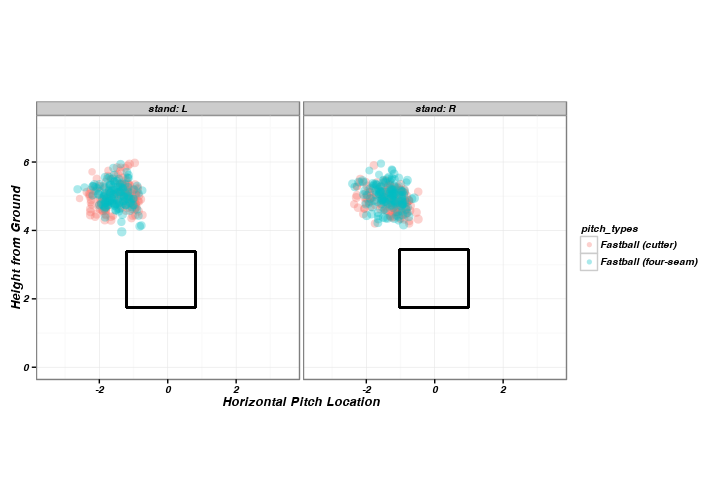 stand: L
stand: R
6
4
2
0
Height from Ground
-2
0
2
-2
0
2
Horizontal Pitch Location
pitch_types
Fastball (cutter)
Fastball (four-seam)